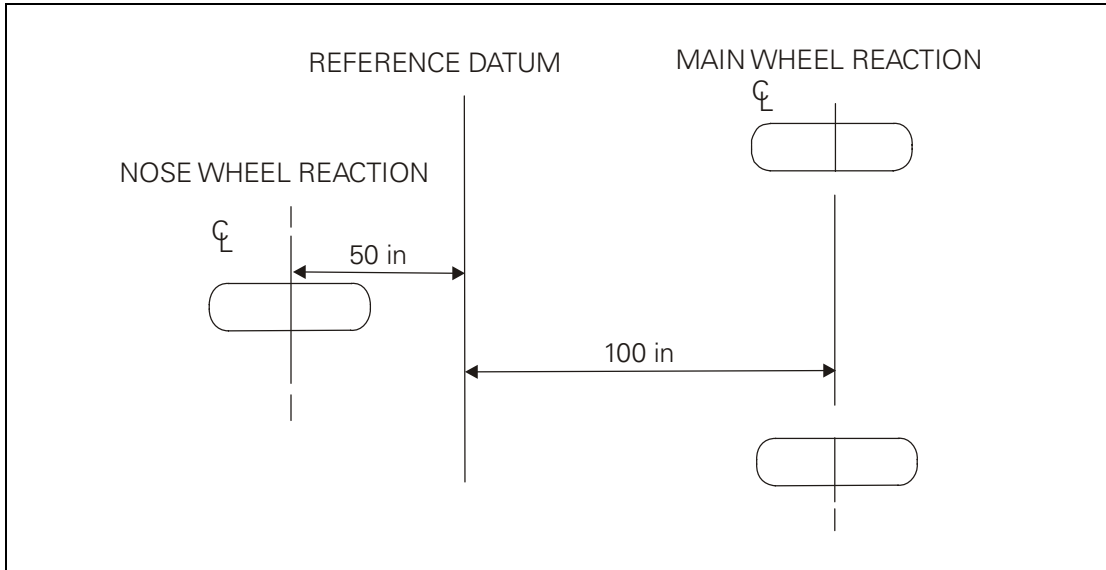 REFERENCE DATUM
MAIN WHEEL REACTION
℄
NOSE WHEEL REACTION
℄
50 in
100 in